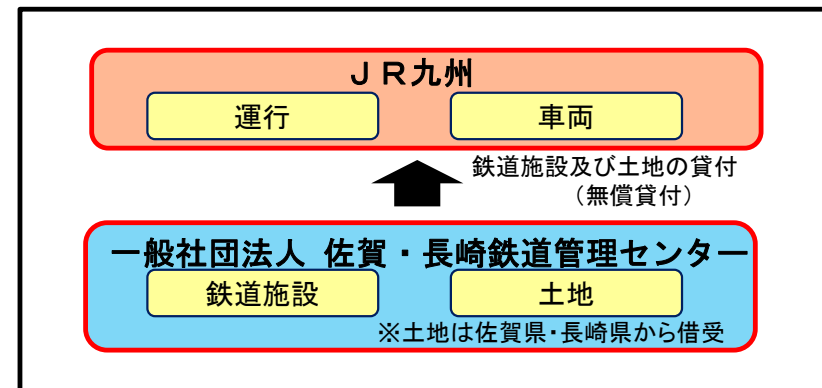 ＪＲ九州
運行
車両
鉄道施設及び土地の貸付
（無償貸付）
一般社団法人 佐賀・長崎鉄道管理センター
鉄道施設
土地
※土地は佐賀県・長崎県から借受